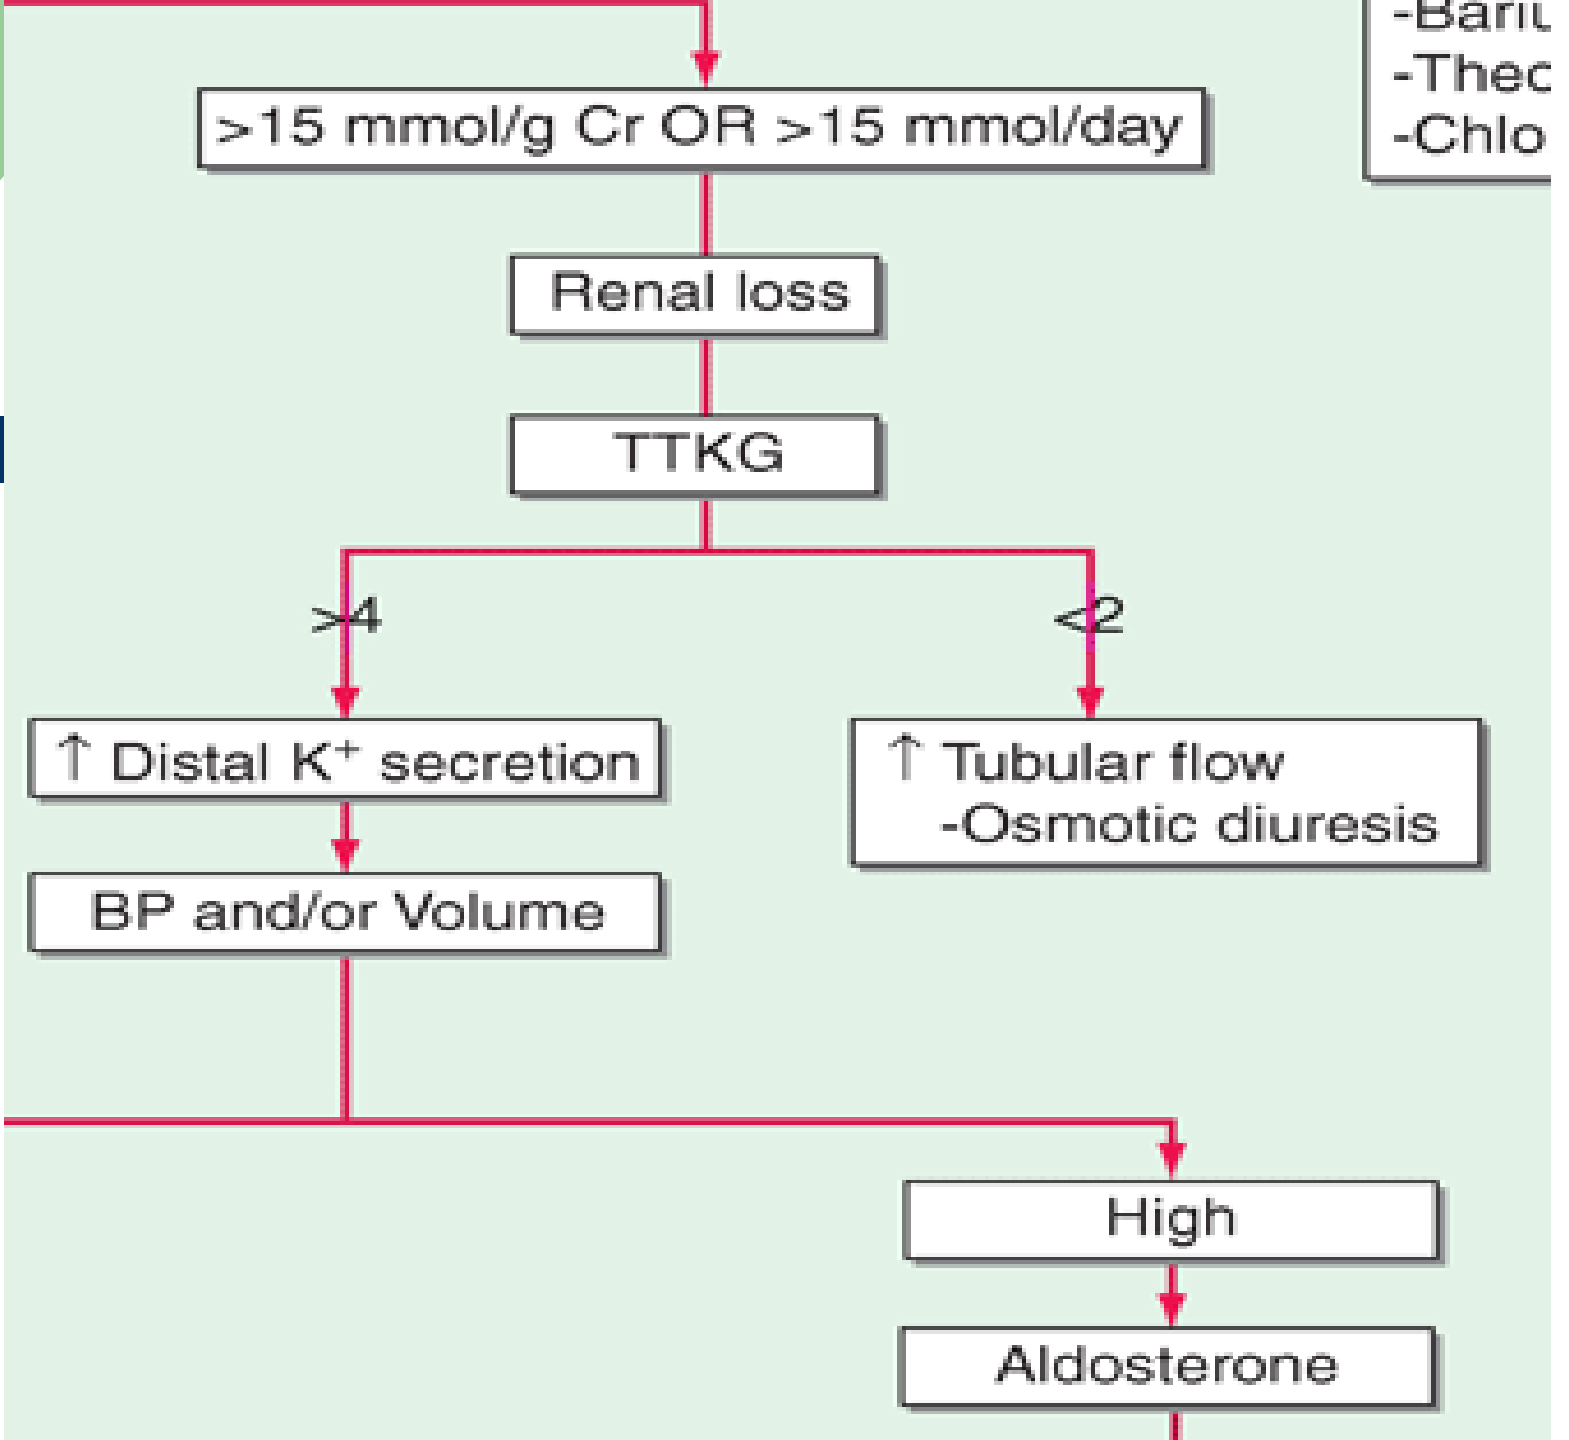 >15 mmol/g Cr OR >15 mmol/day
Renal loss
TTKG
>4
<2
↑ Distal K⁺ secretion
↑ Tubular flow
-Osmotic diuresis
BP and/or Volume
High
Aldosterone